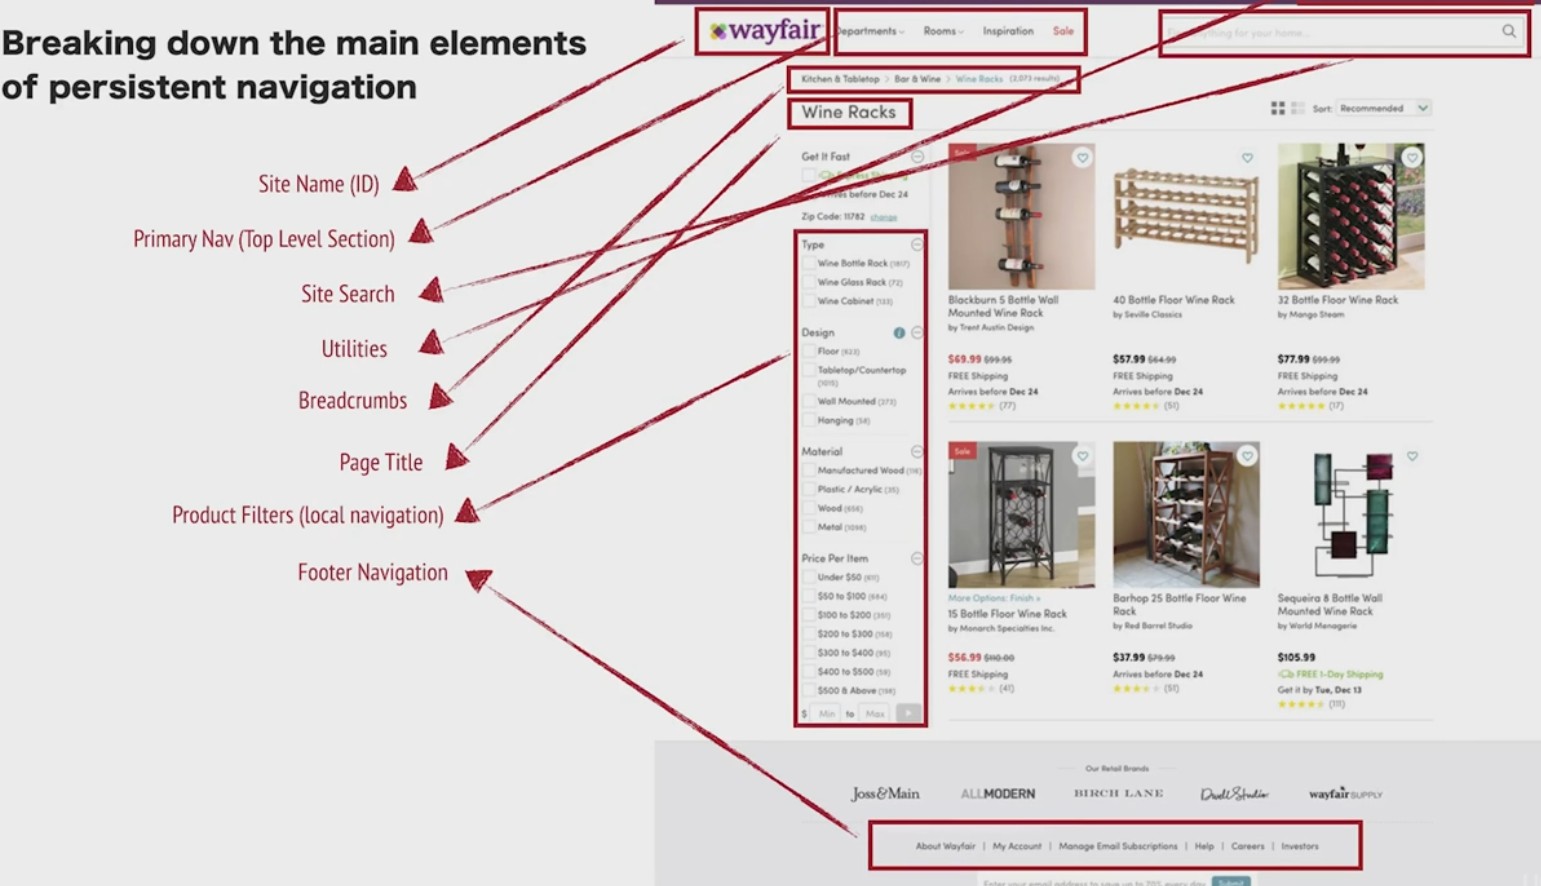 Breaking down the main elements
of persistent navigation
Site Name (ID)
Primary Nav (Top Level Section)
Site Search
Utilities
Breadcrumbs
Page Title
Product Filters (local navigation)
Footer Navigation
wayfair
Departments
Rooms
Inspiration
Sale
Kitchen & Tabletop > Bar & Wine > Wine Racks (2,073 results)
Wine Racks
Sort: Recommended
Get It Fast
before Dec 24
Zip Code: 11782 change
Type
Wine Bottle Rack (1817)
Wine Glass Rack (72)
Wine Cabinet (133)
Design
Floor (623)
Tabletop/Countertop
(1015)
Wall Mounted (373)
Hanging (58)
Material
Manufactured Wood
Plastic / Acrylic (35)
Wood (658)
Metal (1098)
Price Per Item
Under $50 (611)
$50 to $100 (684)
$100 to $200 (351)
$200 to $300 (158)
$300 to $400 (95)
$400 to $500 (59)
$500 & Above (198)
$ Min to Max
Sale
Blackburn 5 Bottle Wall
Mounted Wine Rack
by Trent Austin Design
$69.99 $99.95
FREE Shipping
Arrives before Dec 24
(77)
40 Bottle Floor Wine Rack
by Seville Classics
$57.99 $64.99
FREE Shipping
Arrives before Dec 24
(51)
32 Bottle Floor Wine Rack
by Mango Steam
$77.99 $99.99
FREE Shipping
Arrives before Dec 24
(17)
Sale
More Options: Finish »
15 Bottle Floor Wine Rack
by Monarch Specialties Inc.
$56.99 $110.00
FREE Shipping
(41)
Barhop 25 Bottle Floor Wine
Rack
by Red Barrel Studio
$37.99 $79.99
Arrives before Dec 24
(51)
Sequeira 8 Bottle Wall
Mounted Wine Rack
by World Menagerie
$105.99
FREE 1-Day Shipping
Get it by Tue, Dec 13
(111)
Our Retail Brands
Joss&Main
ALLMODERN
BIRCH LANE
DwellStudio
wayfair SUPPLY
About Wayfair | My Account | Manage Email Subscriptions | Help | Careers | Investors
Enter your email address to save up to 70% every day
Submit